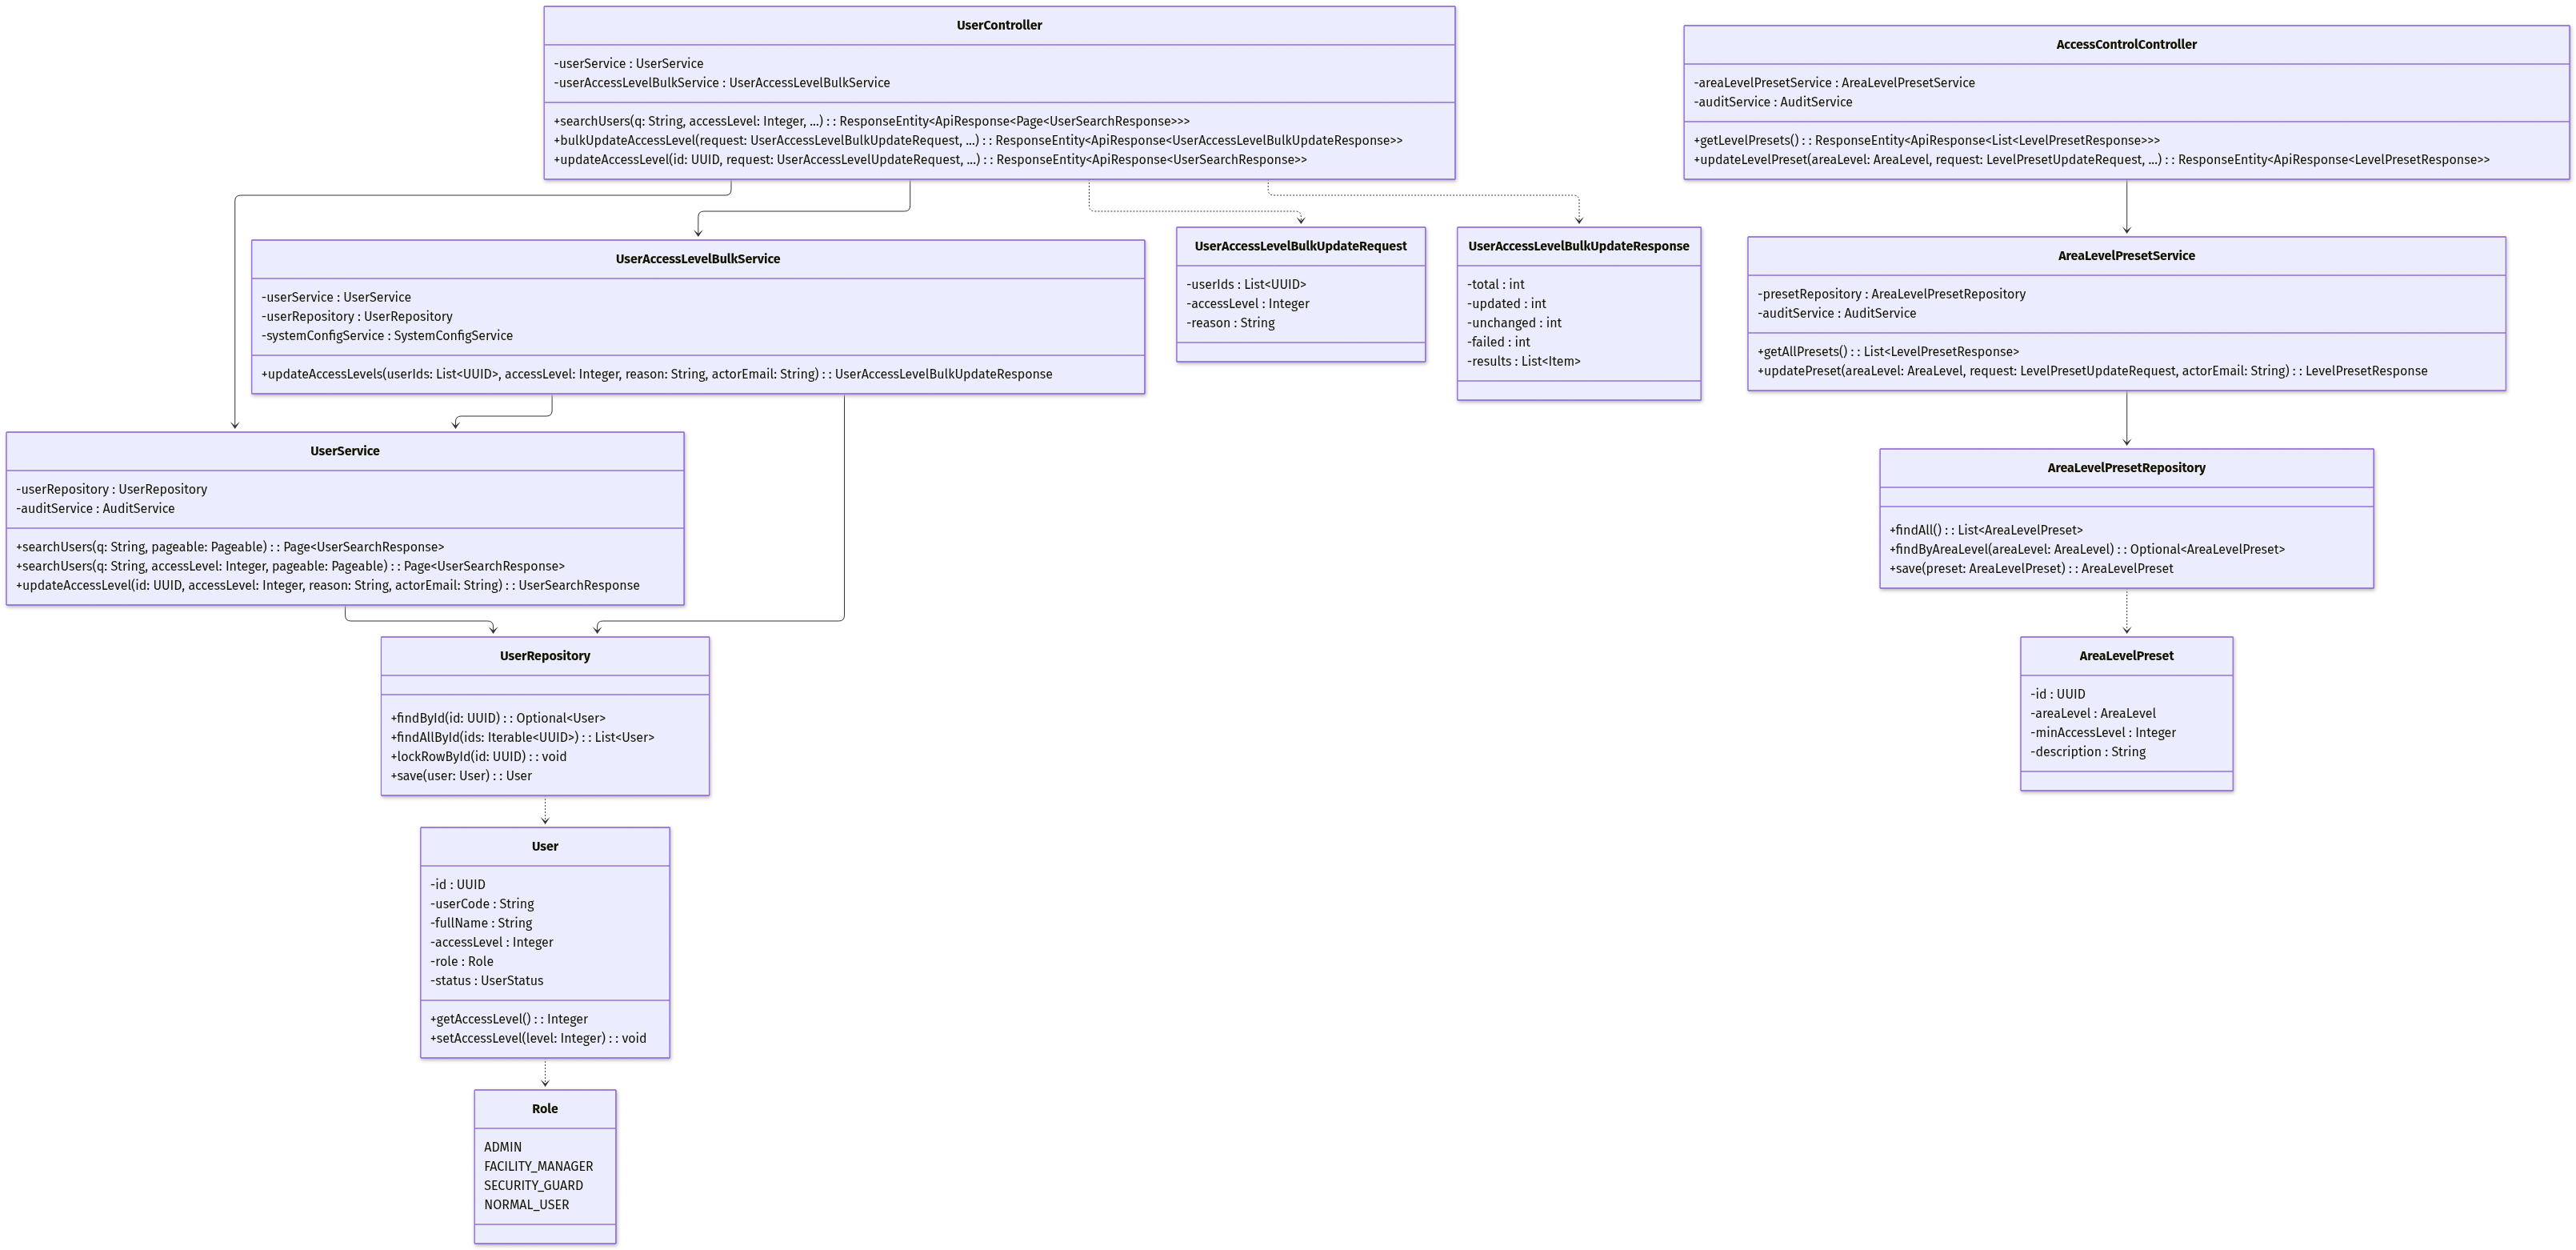 UserController
-userService : UserService
-userAccessLevelBulkService : UserAccessLevelBulkService
+searchUsers(q: String, accessLevel: Integer, ...) : : ResponseEntity<ApiResponse<Page<UserSearchResponse>>>
+bulkUpdateAccessLevel(request: UserAccessLevelBulkUpdateRequest, ...) : : ResponseEntity<ApiResponse<UserAccessLevelBulkUpdateResponse>>
+updateAccessLevel(id: UUID, request: UserAccessLevelUpdateRequest, ...) : : ResponseEntity<ApiResponse<UserSearchResponse>>
AccessControlController
-areaLevelPresetService : AreaLevelPresetService
-auditService : AuditService
+getLevelPresets() : : ResponseEntity<ApiResponse<List<LevelPresetResponse>>>
+updateLevelPreset(areaLevel: AreaLevel, request: LevelPresetUpdateRequest, ...) : : ResponseEntity<ApiResponse<LevelPresetResponse>>
UserAccessLevelBulkService
-userService : UserService
-userRepository : UserRepository
-systemConfigService : SystemConfigService
+updateAccessLevels(userIds: List<UUID>, accessLevel: Integer, reason: String, actorEmail: String) : : UserAccessLevelBulkUpdateResponse
UserAccessLevelBulkUpdateRequest
-userIds : List<UUID>
-accessLevel : Integer
-reason : String
UserAccessLevelBulkUpdateResponse
-total : int
-updated : int
-unchanged : int
-failed : int
-results : List<Item>
AreaLevelPresetService
-presetRepository : AreaLevelPresetRepository
-auditService : AuditService
+getAllPresets() : : List<LevelPresetResponse>
+updatePreset(areaLevel: AreaLevel, request: LevelPresetUpdateRequest, actorEmail: String) : : LevelPresetResponse
UserService
-userRepository : UserRepository
-auditService : AuditService
+searchUsers(q: String, pageable: Pageable) : : Page<UserSearchResponse>
+searchUsers(q: String, accessLevel: Integer, pageable: Pageable) : : Page<UserSearchResponse>
+updateAccessLevel(id: UUID, accessLevel: Integer, reason: String, actorEmail: String) : : UserSearchResponse
AreaLevelPresetRepository
+findAll() : : List<AreaLevelPreset>
+findByAreaLevel(areaLevel: AreaLevel) : : Optional<AreaLevelPreset>
+save(preset: AreaLevelPreset) : : AreaLevelPreset
UserRepository
+findById(id: UUID) : : Optional<User>
+findAllById(ids: Iterable<UUID>) : : List<User>
+lockRowById(id: UUID) : : void
+save(user: User) : : User
AreaLevelPreset
-id : UUID
-areaLevel : AreaLevel
-minAccessLevel : Integer
-description : String
User
-id : UUID
-userCode : String
-fullName : String
-accessLevel : Integer
-role : Role
-status : UserStatus
+getAccessLevel() : : Integer
+setAccessLevel(level: Integer) : : void
Role
ADMIN
FACILITY_MANAGER
SECURITY_GUARD
NORMAL_USER